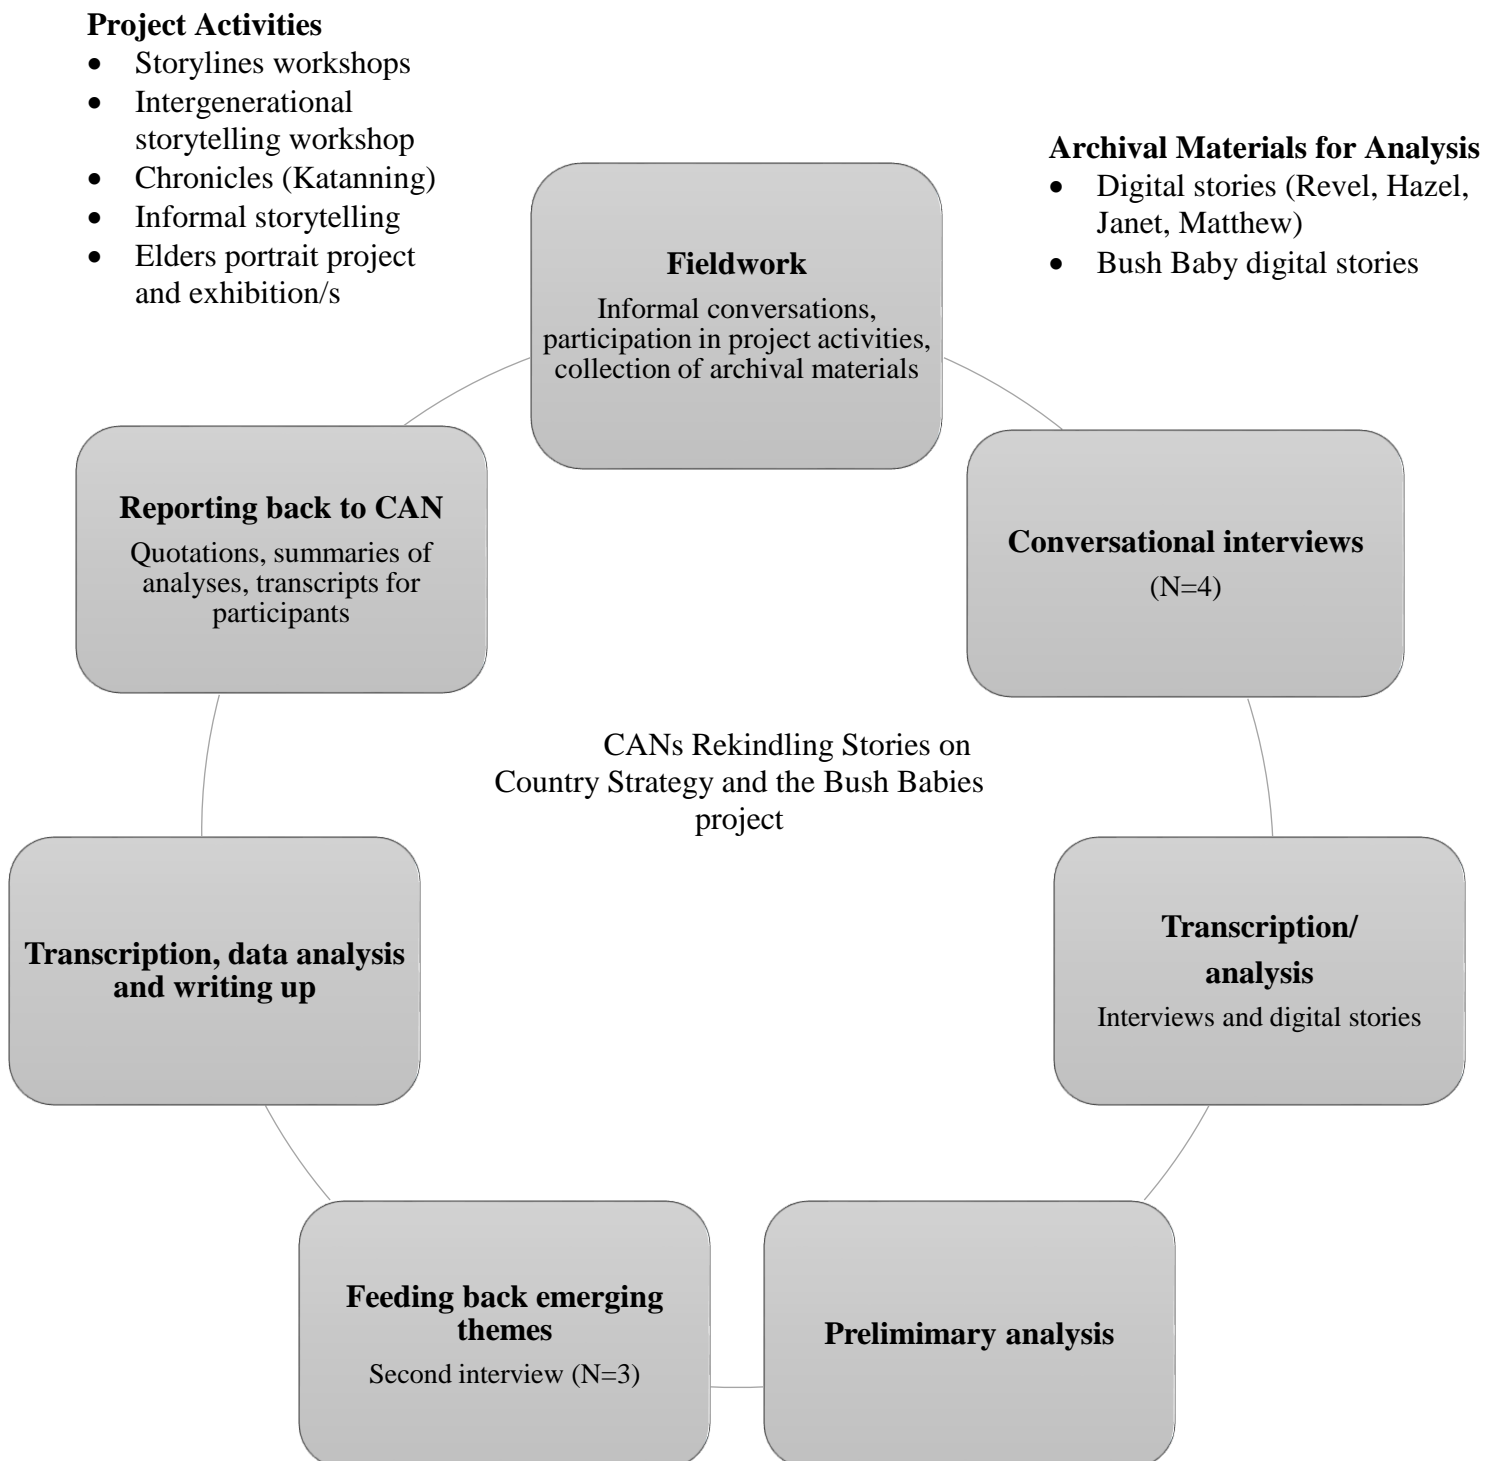 Project Activities
• Storylines workshops
• Intergenerational
storytelling workshop
• Chronicles (Katanning)
• Informal storytelling
• Elders portrait project
and exhibition/s
Archival Materials for Analysis
• Digital stories (Revel, Hazel,
Janet, Matthew)
• Bush Baby digital stories
Fieldwork
Informal conversations,
participation in project activities,
collection of archival materials
Conversational interviews
(N=4)
Transcription/
analysis
Interviews and digital stories
Prelimimary analysis
Feeding back emerging
themes
Second interview (N=3)
Transcription, data analysis
and writing up
Reporting back to CAN
Quotations, summaries of
analyses, transcripts for
participants
CANs Rekindling Stories on
Country Strategy and the Bush Babies
project